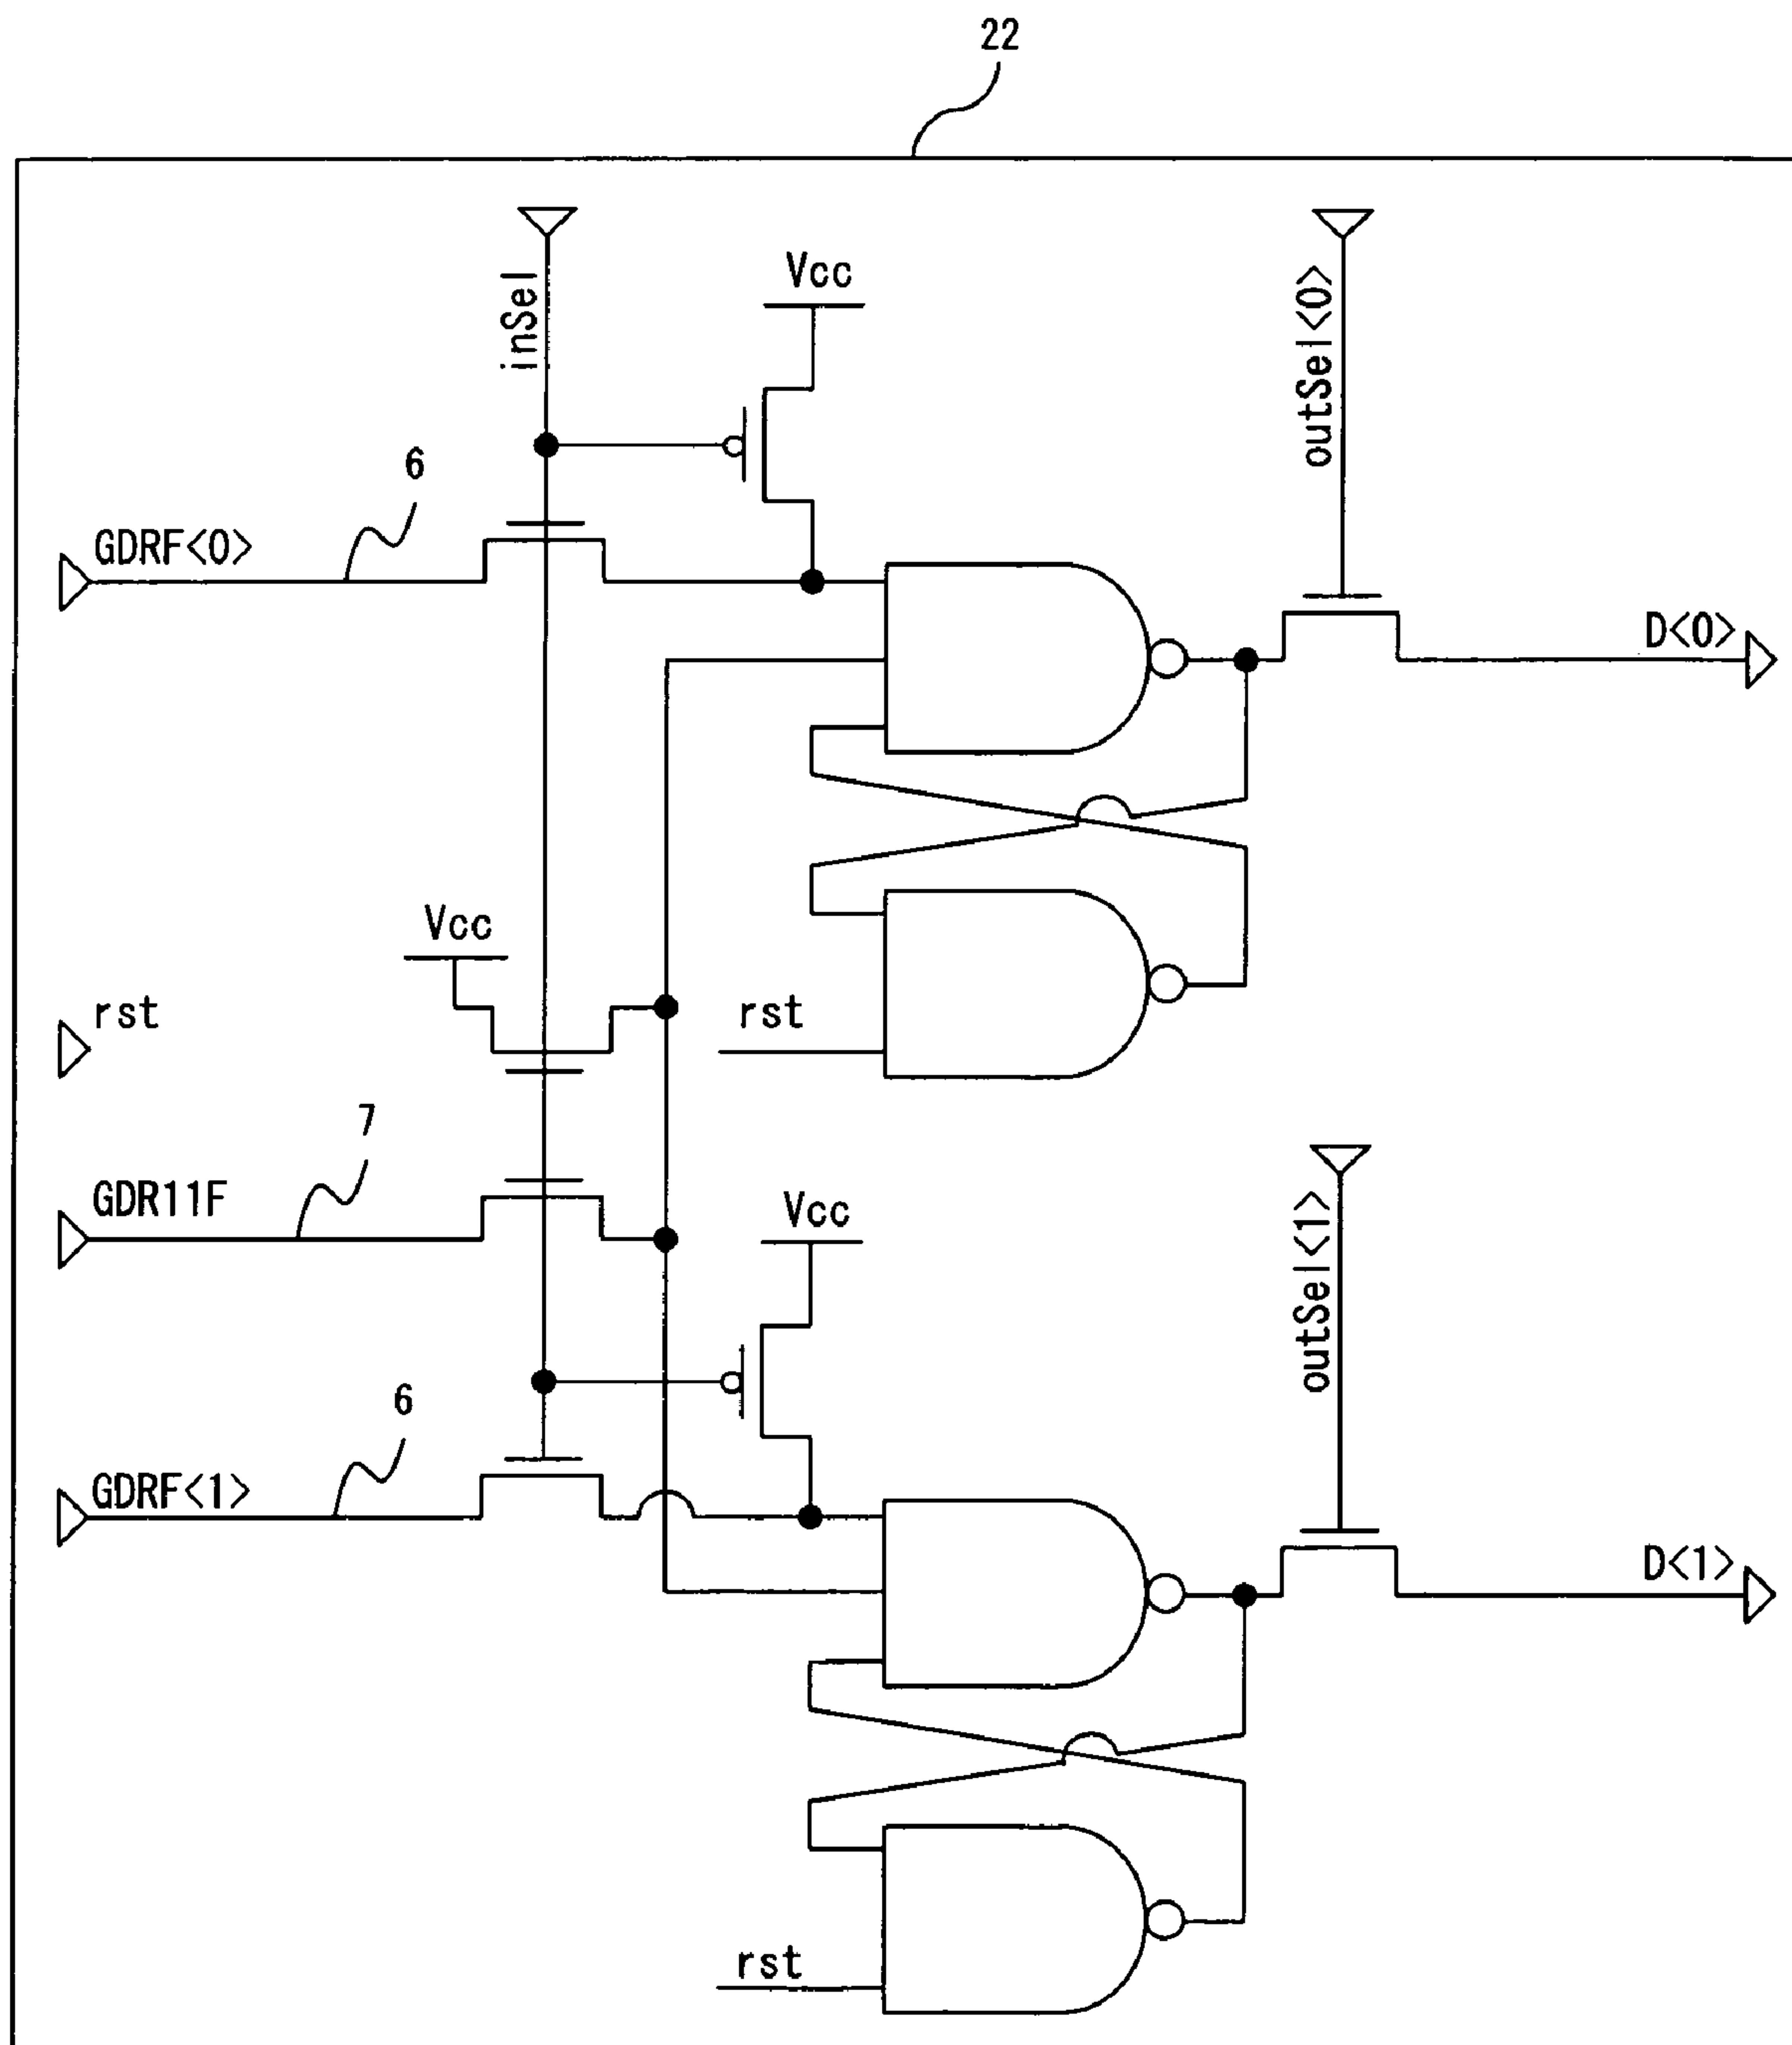 22
inSel
Vcc
outSel<0>
6
GDRF<0>
D<0>
Vcc
rst
rst
7
GDR11F
Vcc
outSel<1>
6
GDRF<1>
D<1>
rst